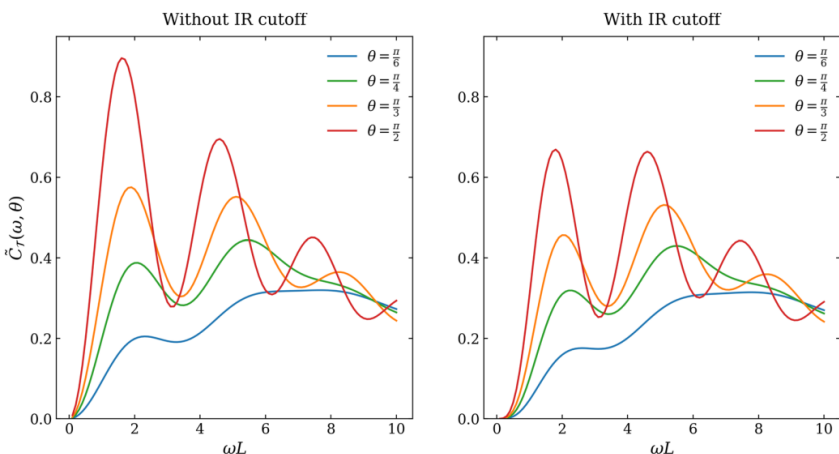 Without IR cutoff
θ = π/6
θ = π/4
θ = π/3
θ = π/2
0.8
0.6
0.4
0.2
0.0
C̃_𝒯(ω, θ)
0 2 4 6 8 10
ωL
With IR cutoff
θ = π/6
θ = π/4
θ = π/3
θ = π/2
0.8
0.6
0.4
0.2
0.0
0 2 4 6 8 10
ωL